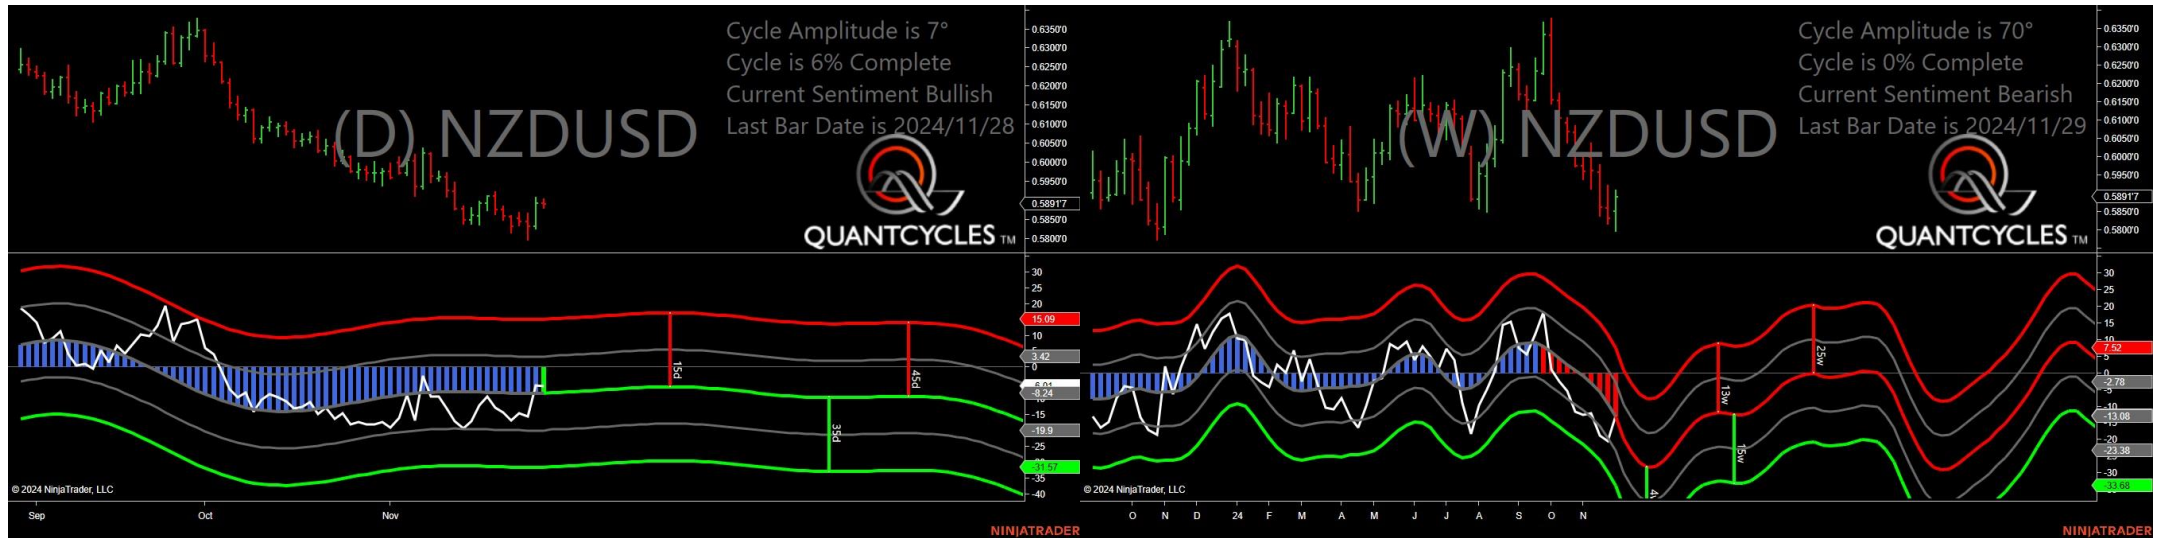 Cycle Amplitude is 7°
Cycle is 6% Complete
Current Sentiment Bullish
Last Bar Date is 2024/11/28
(D) NZDUSD
QUANTCYCLES TM
0.6350'0
0.6300'0
0.6250'0
0.6200'0
0.6150'0
0.6100'0
0.6050'0
0.6000'0
0.5950'0
0.5891'7
0.5850'0
0.5800'0
30
25
20
15.09
10
5
3.42
0
-8.24
-15
-19.9
-25
-31.57
-35
-40
15d
35d
45d
© 2024 NinjaTrader, LLC
Sep Oct Nov
NINJATRADER
Cycle Amplitude is 70°
Cycle is 0% Complete
Current Sentiment Bearish
Last Bar Date is 2024/11/29
(W) NZDUSD
QUANTCYCLES TM
0.6350'0
0.6300'0
0.6250'0
0.6200'0
0.6150'0
0.6100'0
0.6050'0
0.6000'0
0.5950'0
0.5891'7
0.5850'0
0.5800'0
30
25
20
15
10
7.52
5
0
-2.78
-5
-10
-13.08
-20
-23.38
-30
-33.68
4
13w
15w
25w
© 2024 NinjaTrader, LLC
O N D 24 F M A M J J A S O N
NINJATRADER